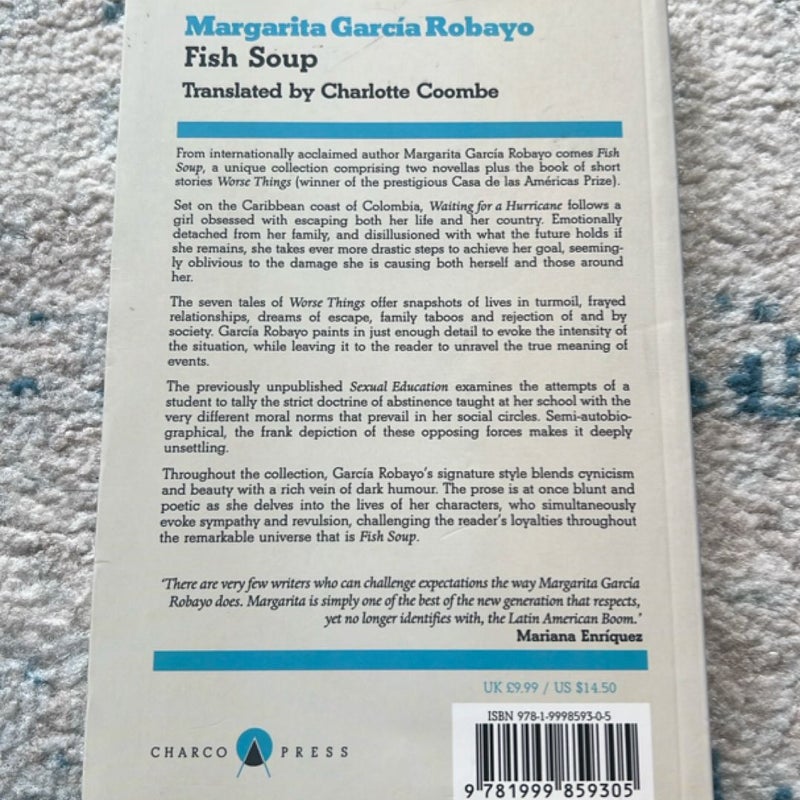 Margarita García Robayo
Fish Soup
Translated by Charlotte Coombe
From internationally acclaimed author Margarita García Robayo comes Fish
Soup, a unique collection comprising two novellas plus the book of short
stories Worse Things (winner of the prestigious Casa de las Américas Prize).
Set on the Caribbean coast of Colombia, Waiting for a Hurricane follows a
girl obsessed with escaping both her life and her country. Emotionally
detached from her family, and disillusioned with what the future holds if
she remains, she takes ever more drastic steps to achieve her goal, seeming-
ly oblivious to the damage she is causing both herself and those around
her.
The seven tales of Worse Things offer snapshots of lives in turmoil, frayed
relationships, dreams of escape, family taboos and rejection of and by
society. García Robayo paints in just enough detail to evoke the intensity of
the situation, while leaving it to the reader to unravel the true meaning of
events.
The previously unpublished Sexual Education examines the attempts of a
student to tally the strict doctrine of abstinence taught at her school with the
very different moral norms that prevail in her social circles. Semi-autobio-
graphical, the frank depiction of these opposing forces makes it deeply
unsettling.
Throughout the collection, García Robayo's signature style blends cynicism
and beauty with a rich vein of dark humour. The prose is at once blunt and
poetic as she delves into the lives of her characters, who simultaneously
evoke sympathy and revulsion, challenging the reader's loyalties throughout
the remarkable universe that is Fish Soup.
'There are very few writers who can challenge expectations the way Margarita García
Robayo does. Margarita is simply one of the best of the new generation that respects,
yet no longer identifies with, the Latin American Boom.'
Mariana Enríquez
UK £9.99 / US $14.50
ISBN 978-1-9998593-0-5
CHARCO PRESS
9 781999 859305